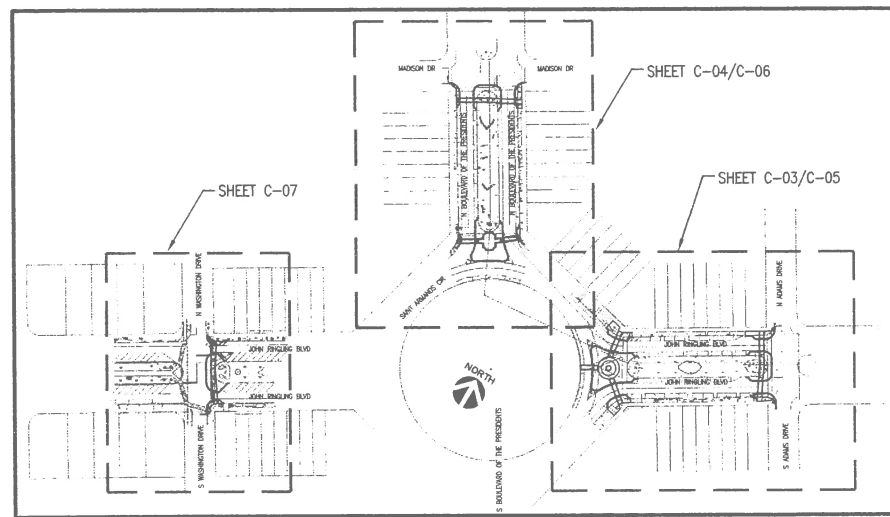 MADISON DR
MADISON DR
SHEET C-04/C-06
N BOULEVARD OF THE PRESIDENTS
N BOULEVARD OF THE PRESIDENTS
SHEET C-07
SHEET C-03/C-05
N WASHINGTON DRIVE
SAINT ARMANDS CIR
N ADAMS DRIVE
JOHN RINGLING BLVD
JOHN RINGLING BLVD
NORTH
JOHN RINGLING BLVD
JOHN RINGLING BLVD
S WASHINGTON DRIVE
S BOULEVARD OF THE PRESIDENTS
S ADAMS DRIVE